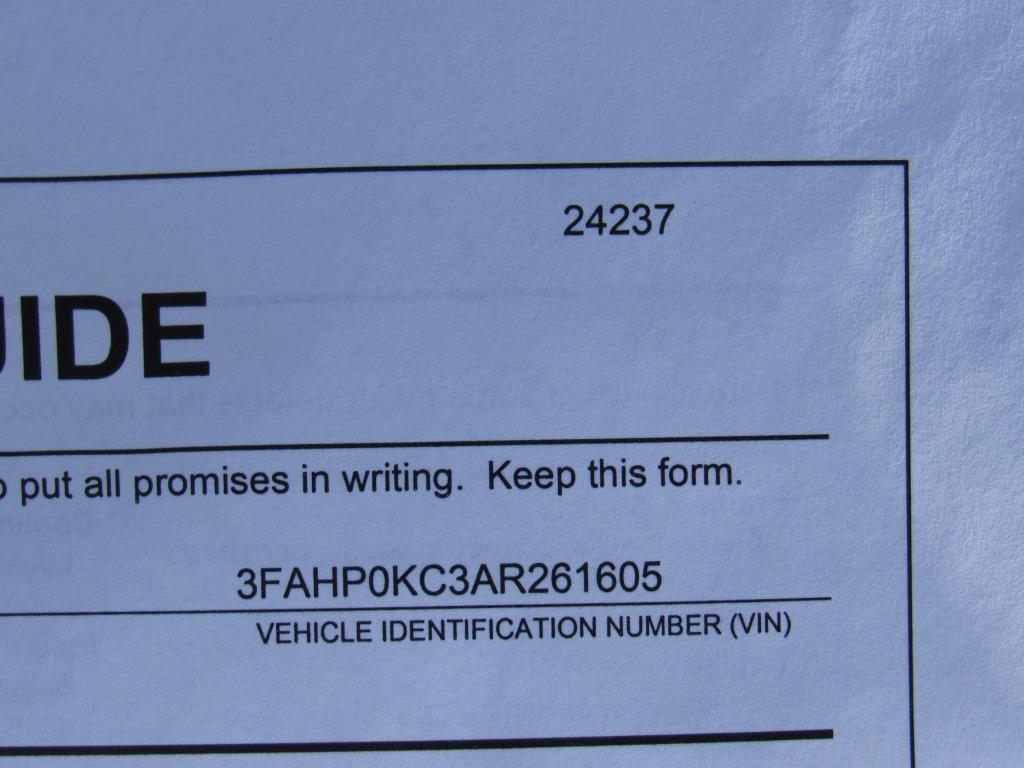 24237
UIDE
o put all promises in writing. Keep this form.
3FAHP0KC3AR261605
VEHICLE IDENTIFICATION NUMBER (VIN)